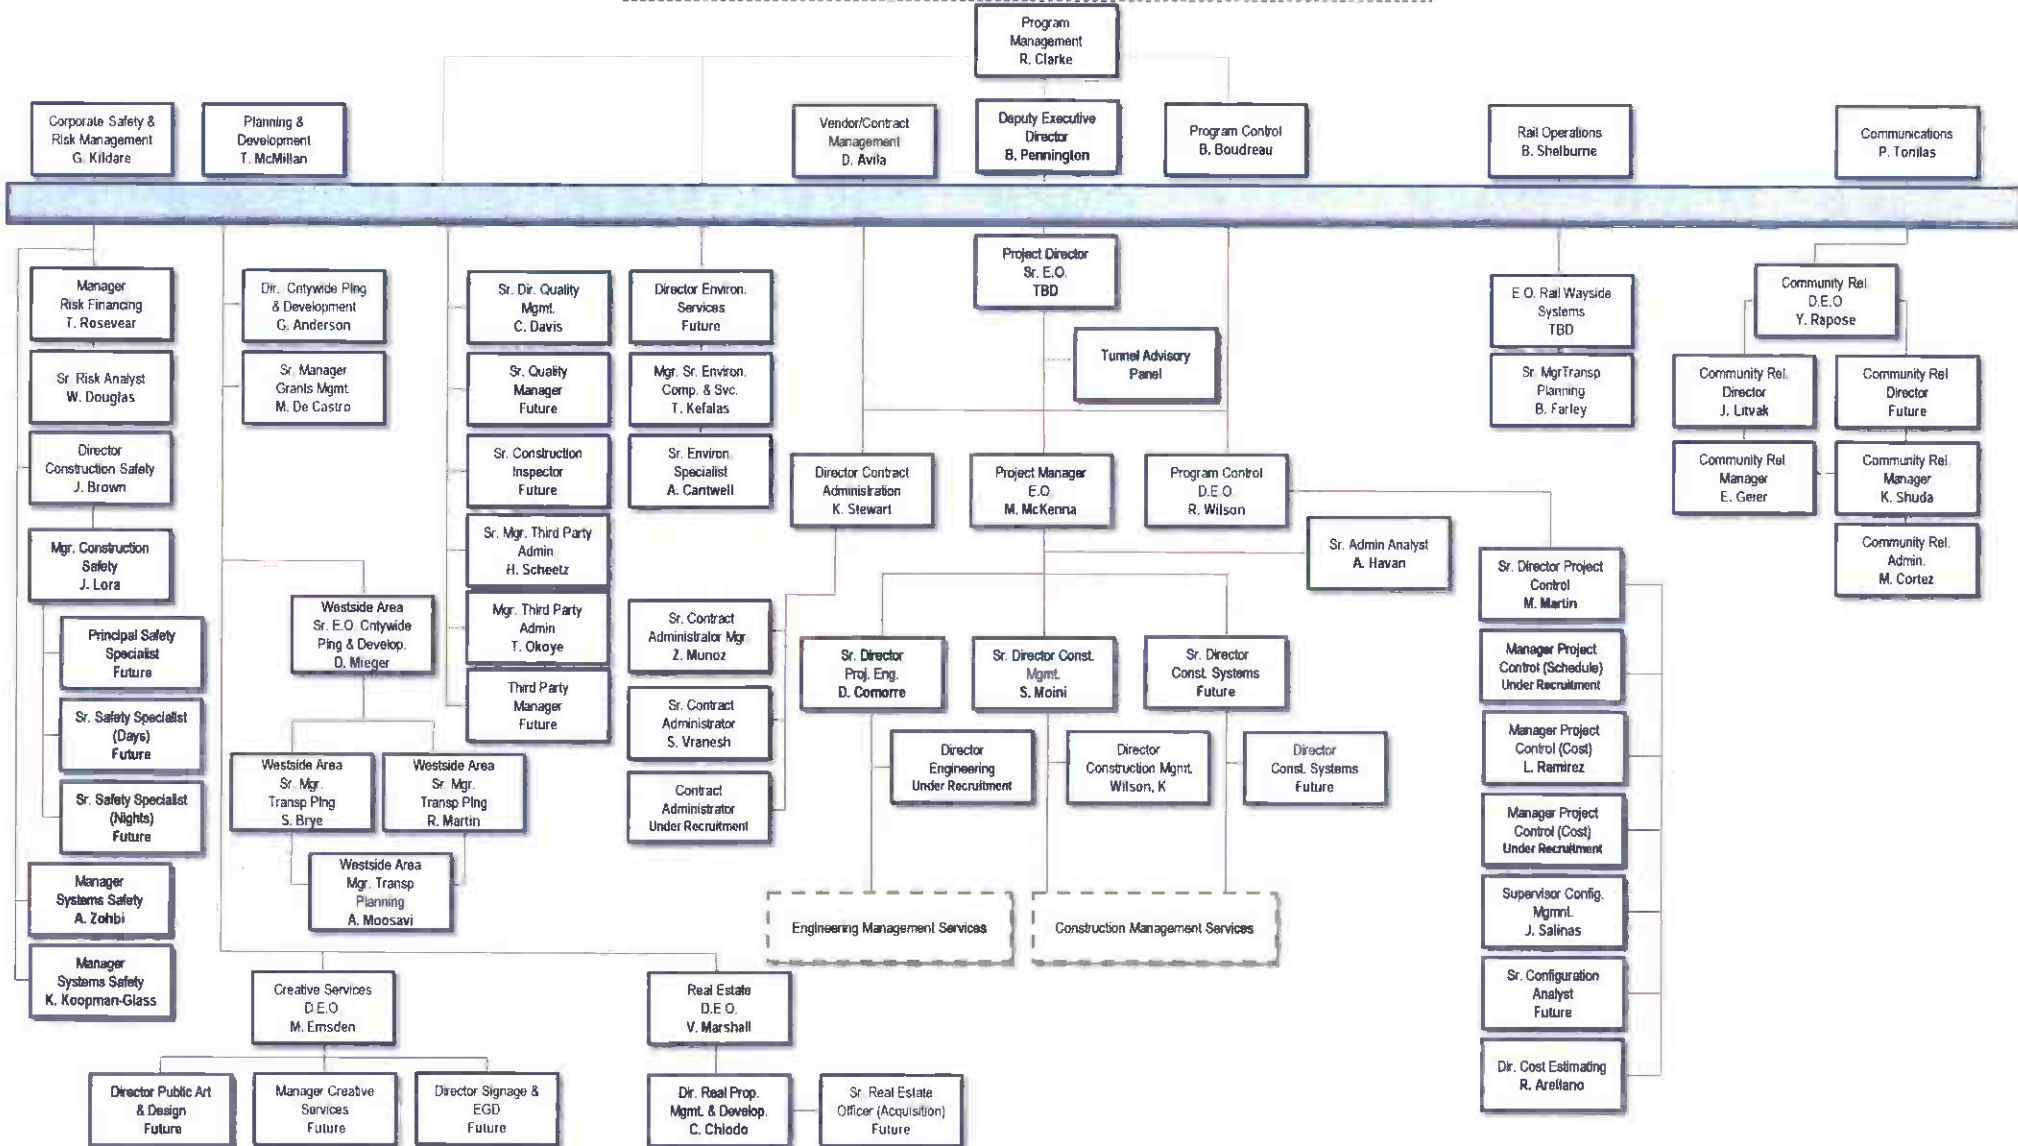 Program
Management
R. Clarke
Corporate Safety &
Risk Management
G. Kildare
Planning &
Development
T. McMillan
Vendor/Contract
Management
D. Avila
Deputy Executive
Director
B. Pennington
Program Control
B. Boudreau
Rail Operations
B. Shelburne
Communications
P. Tonilas
Manager
Risk Financing
T. Rosevear
Sr. Risk Analyst
W. Douglas
Director
Construction Safety
J. Brown
Mgr. Construction
Safety
J. Lora
Principal Safety
Specialist
Future
Sr. Safety Specialist
(Days)
Future
Sr. Safety Specialist
(Nights)
Future
Manager
Systems Safety
A. Zohbi
Manager
Systems Safety
K. Koopman-Glass
Dir. Cntywide Plng
& Development
G. Anderson
Sr. Manager
Grants Mgmt.
M. De Castro
Westside Area
Sr. E.O. Cntywide
Plng & Develop.
D. Mieger
Westside Area
Sr. Mgr.
Transp Plng
S. Brye
Westside Area
Sr. Mgr.
Transp Plng
R. Martin
Westside Area
Mgr. Transp
Planning
A. Moosavi
Creative Services
D.E.O
M. Emsden
Director Public Art
& Design
Future
Manager Creative
Services
Future
Director Signage &
EGD
Future
Real Estate
D.E.O.
V. Marshall
Dir. Real Prop.
Mgmt. & Develop.
C. Chiodo
Sr. Real Estate
Officer (Acquisition)
Future
Sr. Dir. Quality
Mgmt.
C. Davis
Sr. Quality
Manager
Future
Sr. Construction
Inspector
Future
Sr. Mgr. Third Party
Admin
H. Scheetz
Mgr. Third Party
Admin
T. Okoye
Third Party
Manager
Future
Director Environ.
Services
Future
Mgr. Sr. Environ.
Comp. & Svc.
T. Kefalas
Sr. Environ.
Specialist
A. Cantwell
Project Director
Sr. E.O.
TBD
Tunnel Advisory
Panel
Director Contract
Administration
K. Stewart
Project Manager
E.O.
M. McKenna
Program Control
D.E.O.
R. Wilson
Sr. Admin Analyst
A. Havan
Sr. Contract
Administrator Mgr
Z. Munoz
Sr. Contract
Administrator
S. Vranesh
Contract
Administrator
Under Recruitment
Sr. Director
Proj. Eng.
D. Comorre
Sr. Director Const.
Mgmt.
S. Moini
Sr. Director
Const. Systems
Future
Director
Engineering
Under Recruitment
Director
Construction Mgmt.
Wilson, K
Director
Const. Systems
Future
Engineering Management Services
Construction Management Services
E.O. Rail Wayside
Systems
TBD
Sr. MgrTransp
Planning
B. Farley
Sr. Director Project
Control
M. Martin
Manager Project
Control (Schedule)
Under Recruitment
Manager Project
Control (Cost)
L. Ramirez
Manager Project
Control (Cost)
Under Recruitment
Supervisor Config.
Mgmnt.
J. Salinas
Sr. Configuration
Analyst
Future
Dir. Cost Estimating
R. Arellano
Community Rel.
D.E.O
Y. Rapose
Community Rel.
Director
J. Litvak
Community Rel
Director
Future
Community Rel
Manager
E. Geier
Community Rel
Manager
K. Shuda
Community Rel.
Admin.
M. Cortez